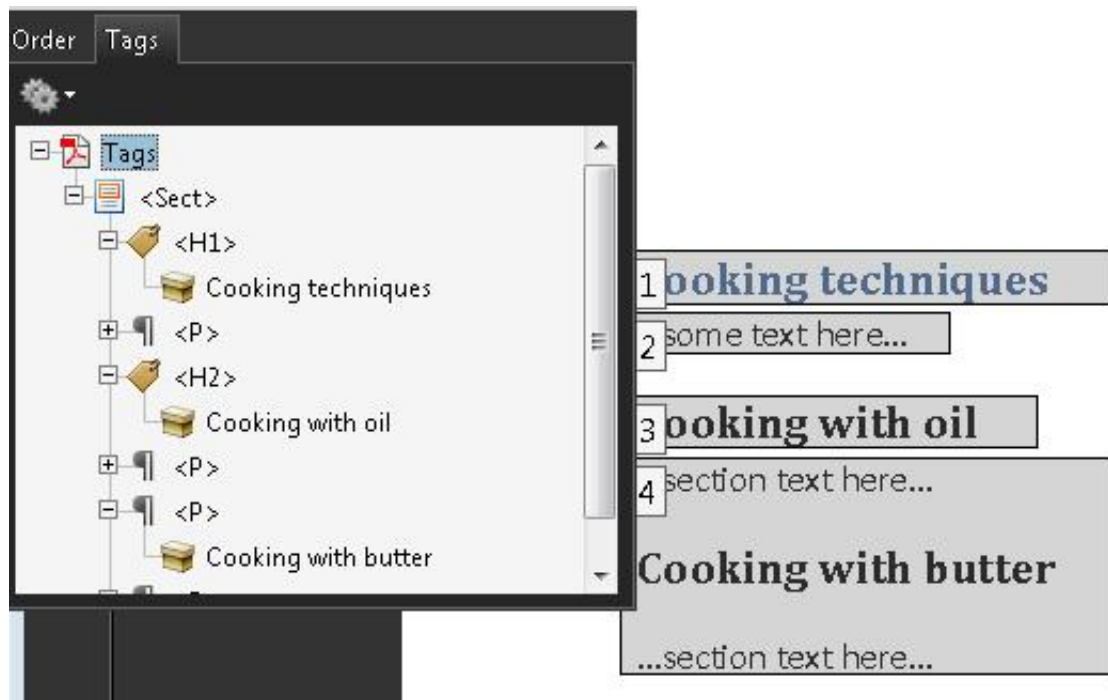 Order Tags
Tags
<Sect>
<H1>
Cooking techniques
<P>
<H2>
Cooking with oil
<P>
<P>
Cooking with butter
1 ooking techniques
2 some text here...
3 ooking with oil
4 section text here...
Cooking with butter
...section text here...